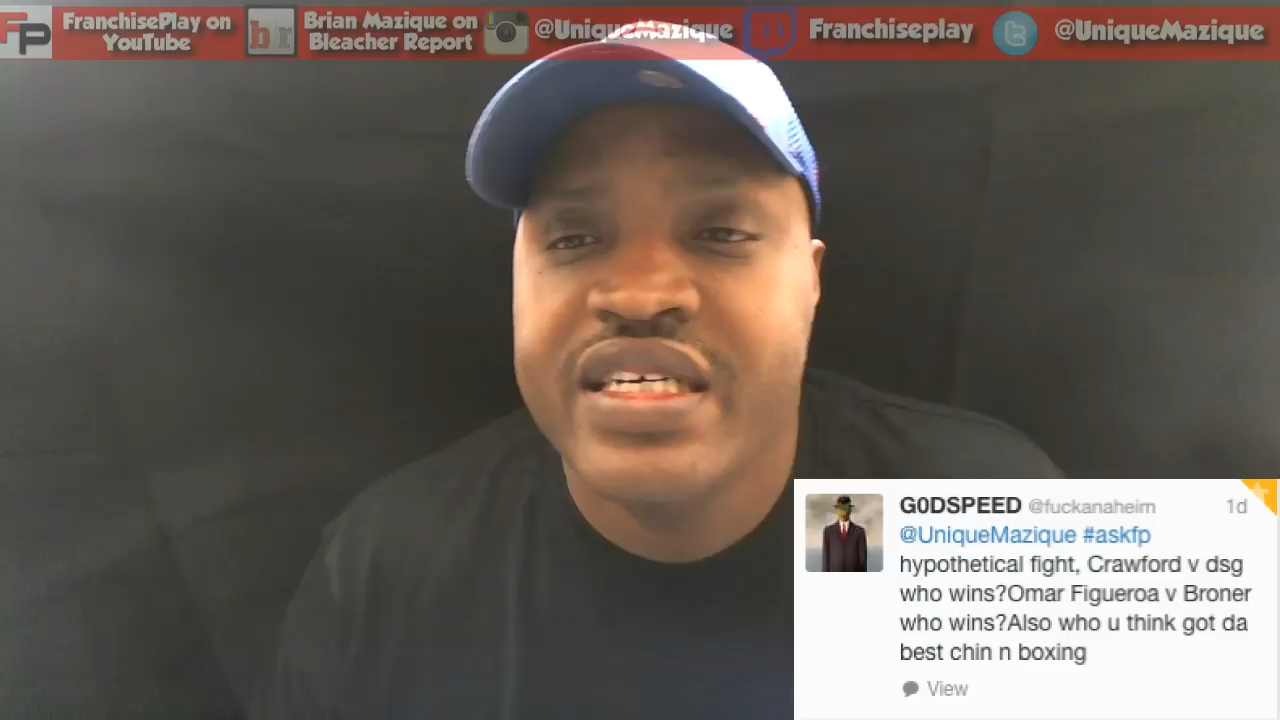 FP
FranchisePlay on
YouTube
br
Brian Mazique on
Bleacher Report
@UniqueMazique
Franchiseplay
@UniqueMazique
G0DSPEED @fuckanaheim 1d
@UniqueMazique #askfp
hypothetical fight, Crawford v dsg
who wins?Omar Figueroa v Broner
who wins?Also who u think got da
best chin n boxing
View